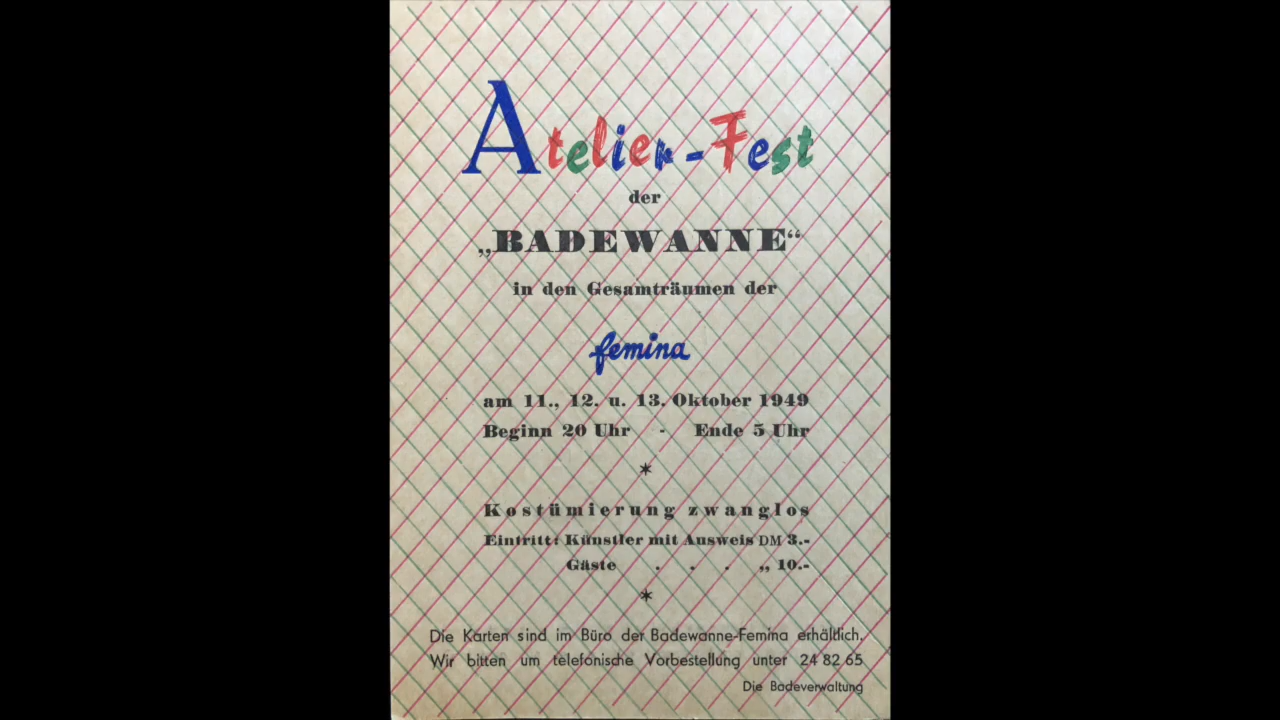 Atelier-Fest
der
„BADEWANNE“
in den Gesamträumen der
femina
am 11., 12. u. 13. Oktober 1949
Beginn 20 Uhr - Ende 5 Uhr
*
Kostümierung zwanglos
Eintritt: Künstler mit Ausweis DM 3.-
Gäste . . . „ 10.-
*
Die Karten sind im Büro der Badewanne-Femina erhältlich.
Wir bitten um telefonische Vorbestellung unter 24 82 65
Die Badeverwaltung